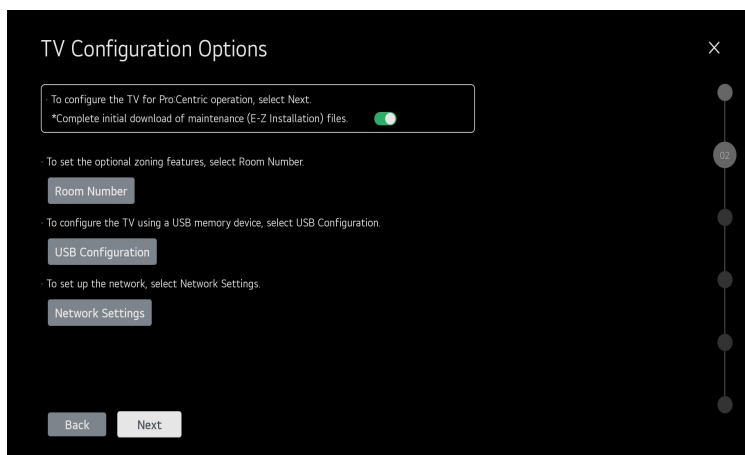 TV Configuration Options
· To configure the TV for Pro:Centric operation, select Next.
*Complete initial download of maintenance (E-Z Installation) files.
· To set the optional zoning features, select Room Number.
Room Number
· To configure the TV using a USB memory device, select USB Configuration.
USB Configuration
· To set up the network, select Network Settings.
Network Settings
Back
Next
02